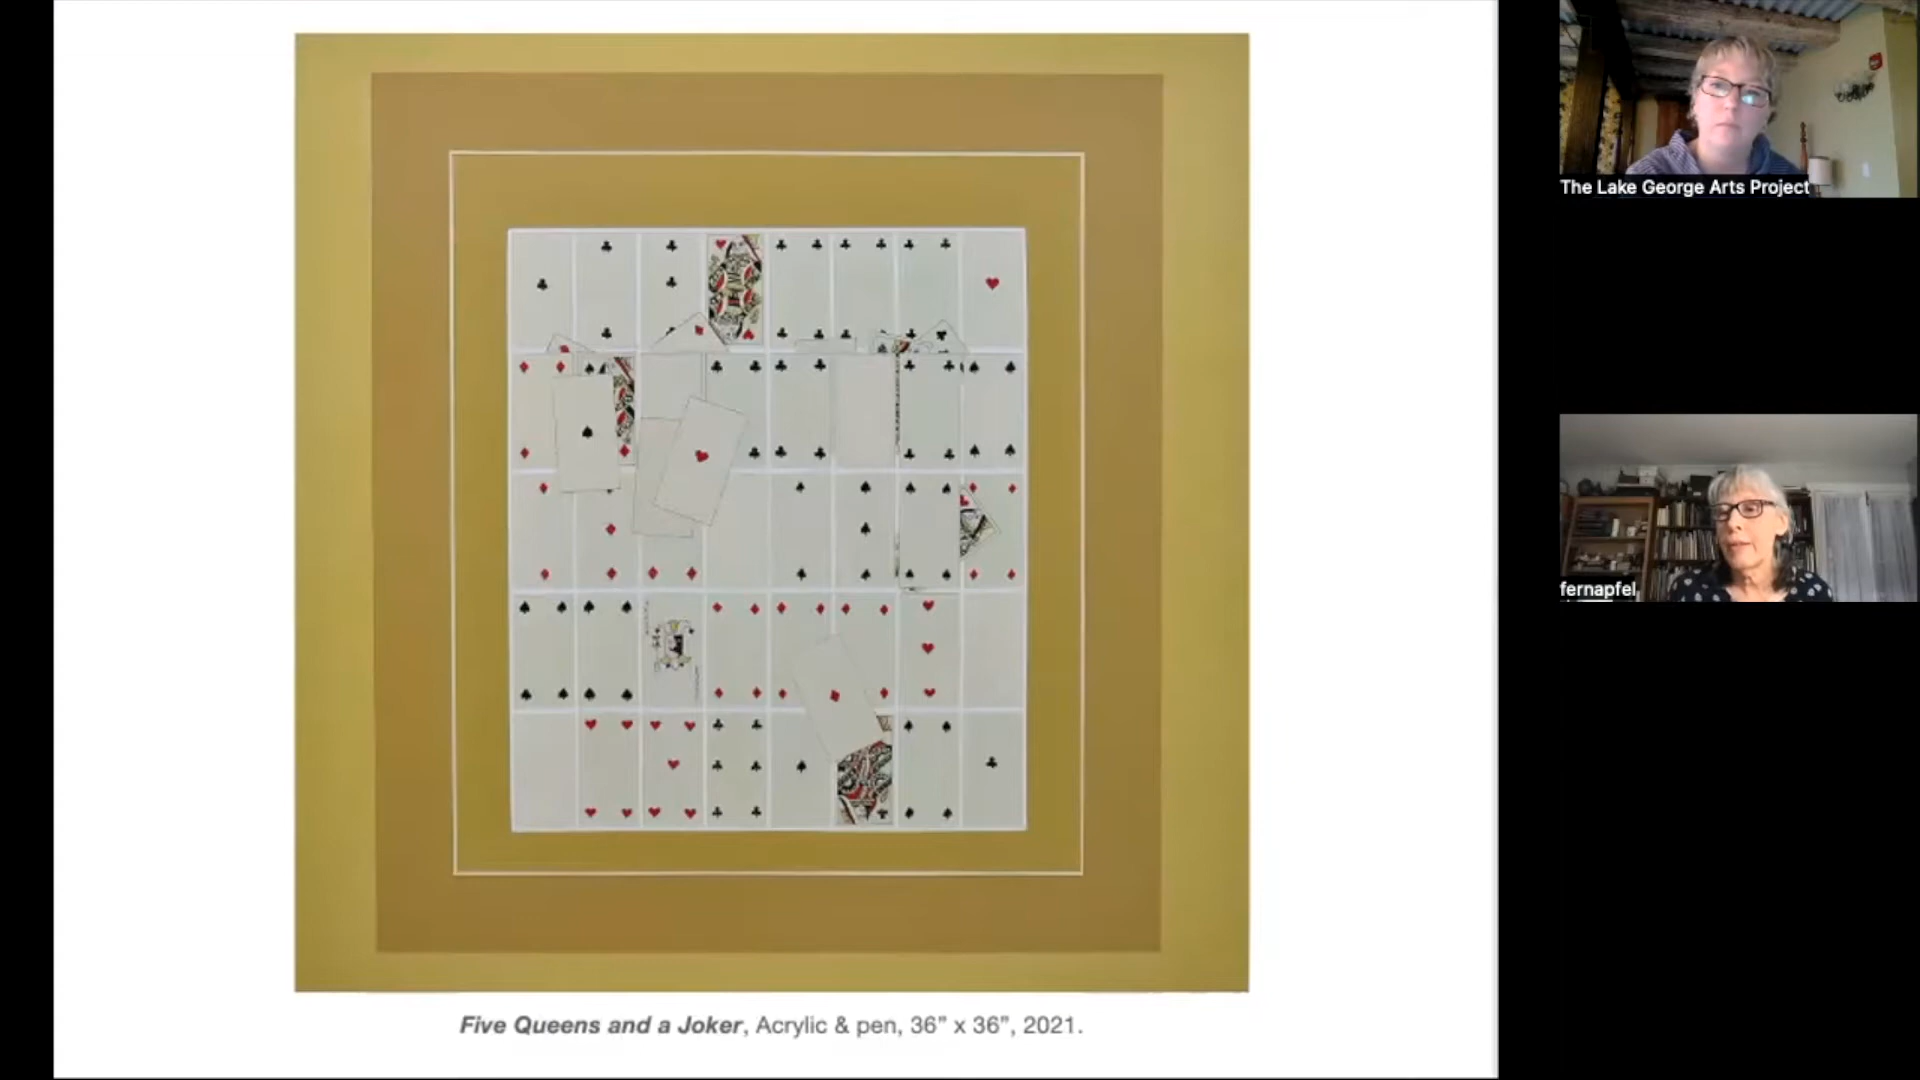 The Lake George Arts Project
fernapfel
Five Queens and a Joker, Acrylic & pen, 36” x 36”, 2021.